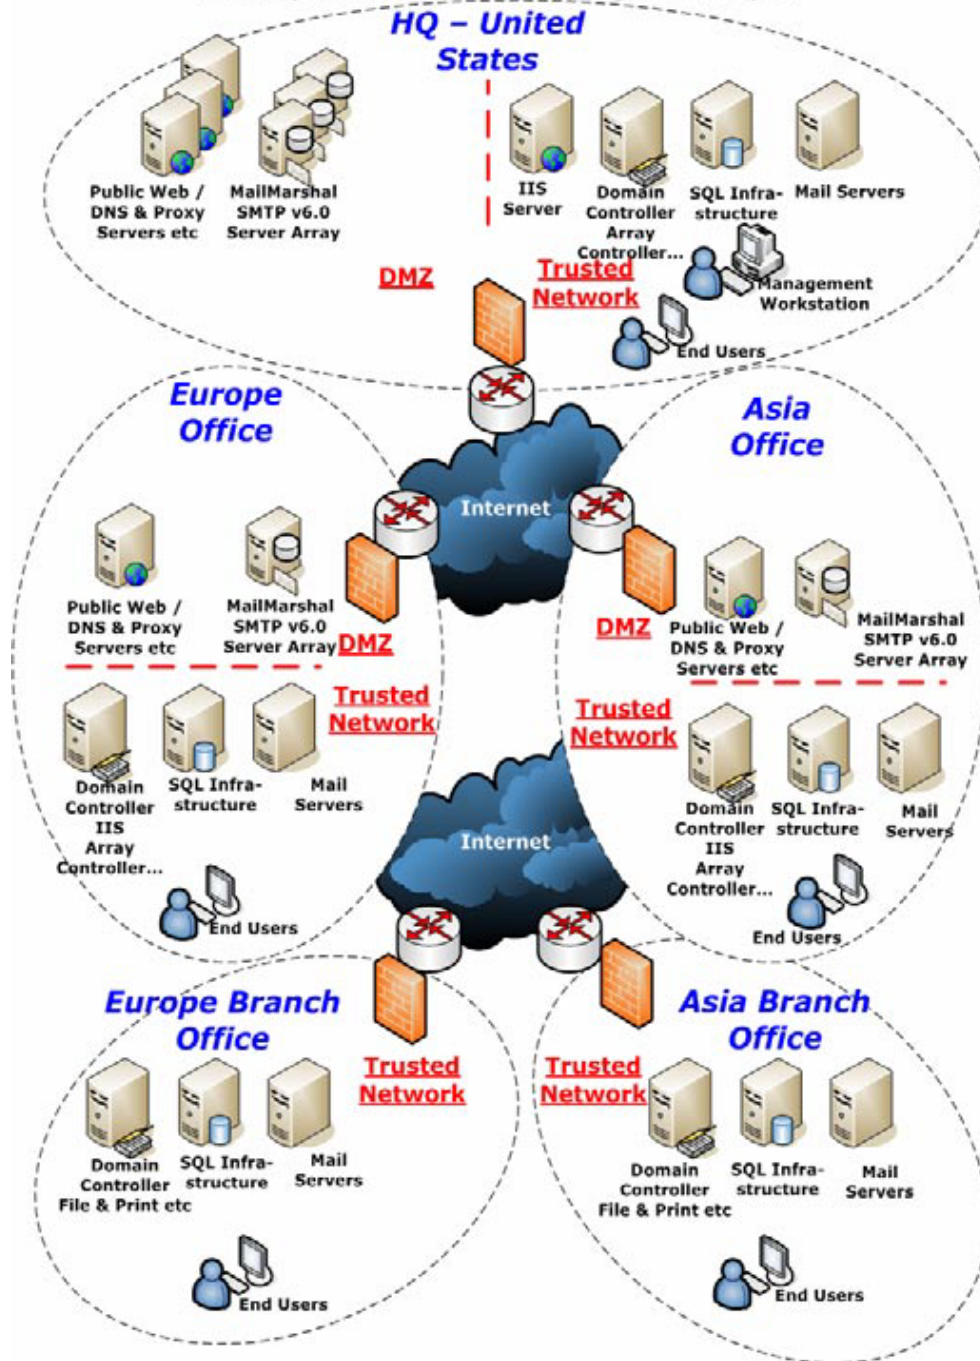 HQ – United
States
Public Web /
DNS & Proxy
Servers etc
MailMarshal
SMTP v6.0
Server Array
IIS
Server
Domain
Controller
Array
Controller...
SQL Infra-
structure
Mail Servers
DMZ
Trusted
Network
Management
Workstation
End Users
Europe
Office
Asia
Office
Internet
Public Web /
DNS & Proxy
Servers etc
MailMarshal
SMTP v6.0
Server Array
DMZ
DMZ
Public Web /
DNS & Proxy
Servers etc
MailMarshal
SMTP v6.0
Server Array
Trusted
Network
Domain
Controller
IIS
Array
Controller...
SQL Infra-
structure
Mail
Servers
End Users
Trusted
Network
Domain
Controller
IIS
Array
Controller...
SQL Infra-
structure
Mail
Servers
End Users
Internet
Europe Branch
Office
Trusted
Network
Domain
Controller
File & Print etc
SQL Infra-
structure
Mail
Servers
End Users
Asia Branch
Office
Trusted
Network
Domain
Controller
File & Print etc
SQL Infra-
structure
Mail
Servers
End Users